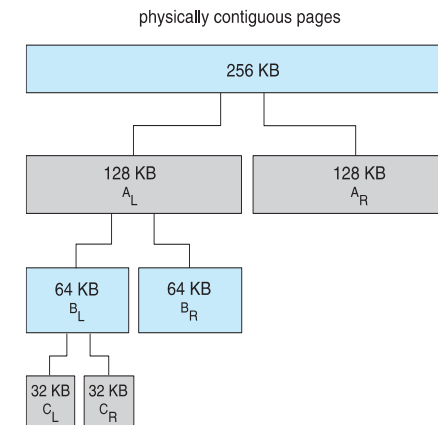 physically contiguous pages
256 KB
128 KB
A_L
128 KB
A_R
64 KB
B_L
64 KB
B_R
32 KB
C_L
32 KB
C_R